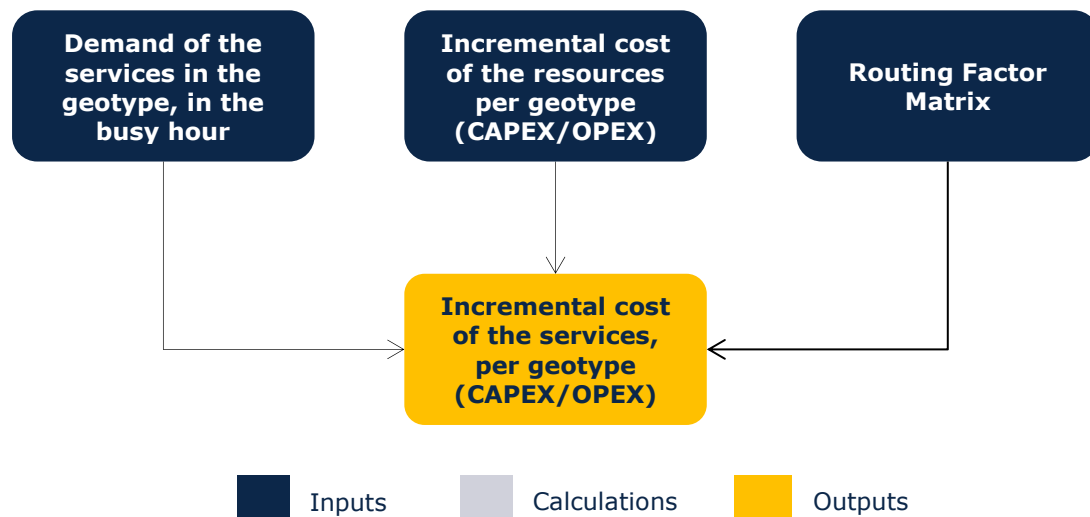 Demand of the
services in the
geotype, in the
busy hour
Incremental cost
of the resources
per geotype
(CAPEX/OPEX)
Routing Factor
Matrix
Incremental cost
of the services,
per geotype
(CAPEX/OPEX)
Inputs
Calculations
Outputs